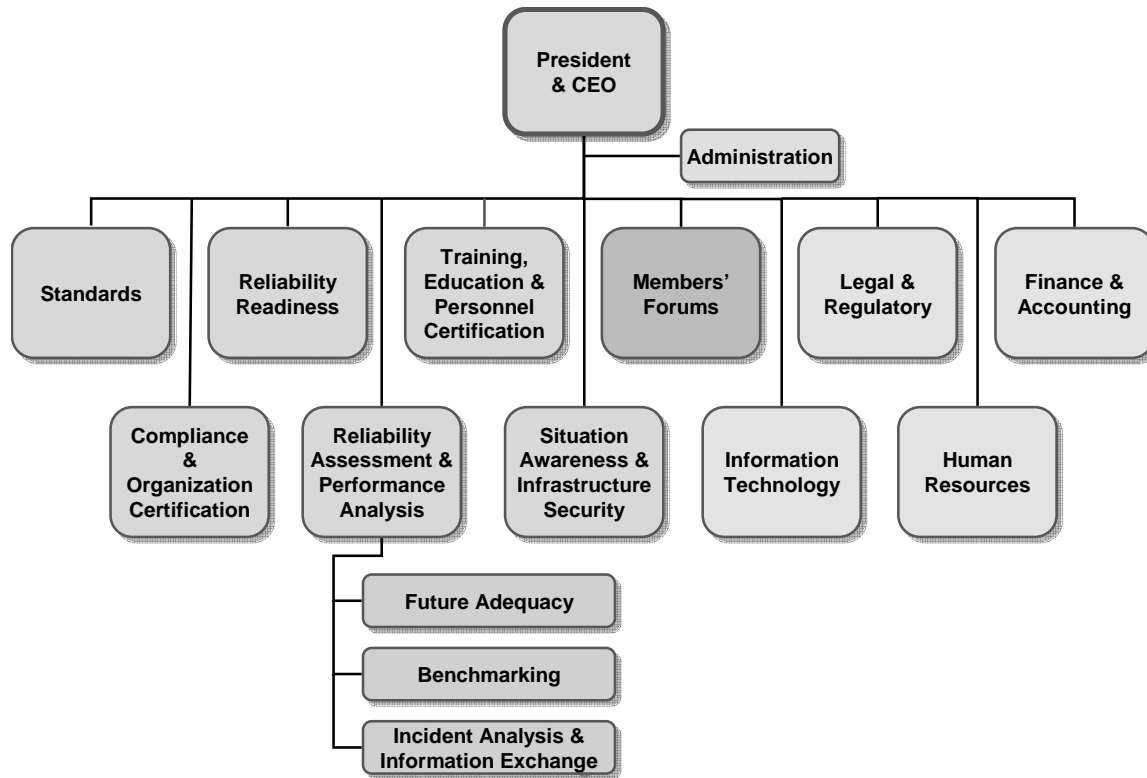 President
& CEO
Administration
Standards
Reliability
Readiness
Training,
Education &
Personnel
Certification
Members’
Forums
Legal &
Regulatory
Finance &
Accounting
Compliance
&
Organization
Certification
Reliability
Assessment &
Performance
Analysis
Situation
Awareness &
Infrastructure
Security
Information
Technology
Human
Resources
Future Adequacy
Benchmarking
Incident Analysis &
Information Exchange